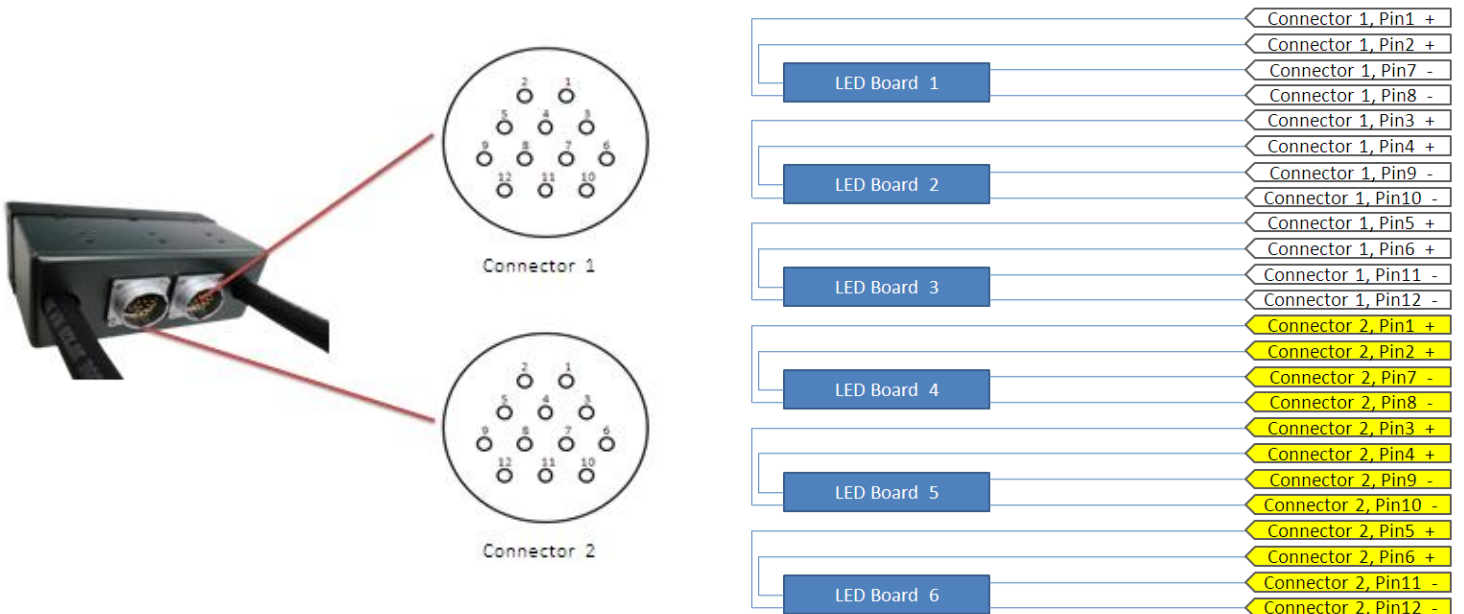 2 1
5 4 3
9 8 7 6
12 11 10
Connector 1
2 1
5 4 3
9 8 7 6
12 11 10
Connector 2
Connector 1, Pin1 +
Connector 1, Pin2 +
LED Board 1
Connector 1, Pin7 -
Connector 1, Pin8 -
Connector 1, Pin3 +
Connector 1, Pin4 +
LED Board 2
Connector 1, Pin9 -
Connector 1, Pin10 -
Connector 1, Pin5 +
Connector 1, Pin6 +
LED Board 3
Connector 1, Pin11 -
Connector 1, Pin12 -
Connector 2, Pin1 +
Connector 2, Pin2 +
LED Board 4
Connector 2, Pin7 -
Connector 2, Pin8 -
Connector 2, Pin3 +
Connector 2, Pin4 +
LED Board 5
Connector 2, Pin9 -
Connector 2, Pin10 -
Connector 2, Pin5 +
Connector 2, Pin6 +
LED Board 6
Connector 2, Pin11 -
Connector 2, Pin12 -